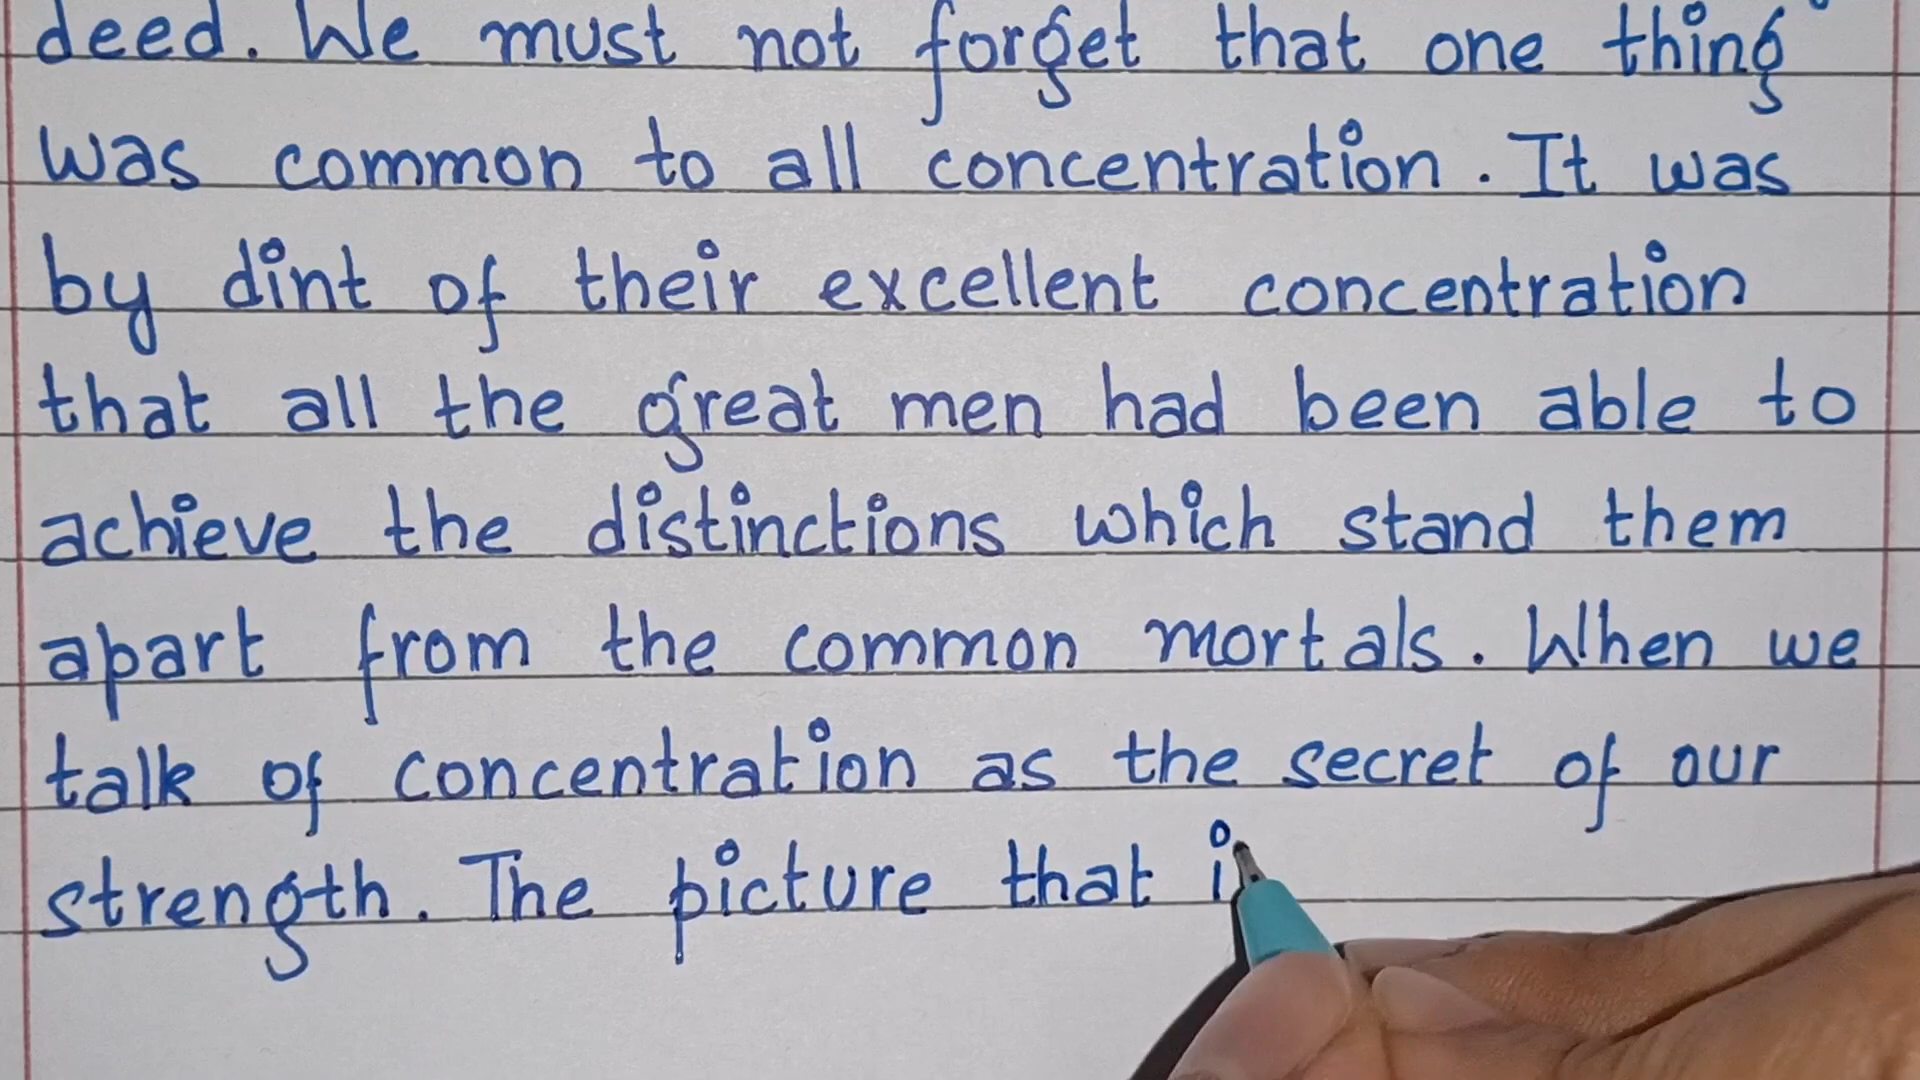 deed. We must not forget that one thing
was common to all concentration. It was
by dint of their excellent concentration
that all the great men had been able to
achieve the distinctions which stand them
apart from the common mortals. When we
talk of concentration as the secret of our
strength. The picture that i